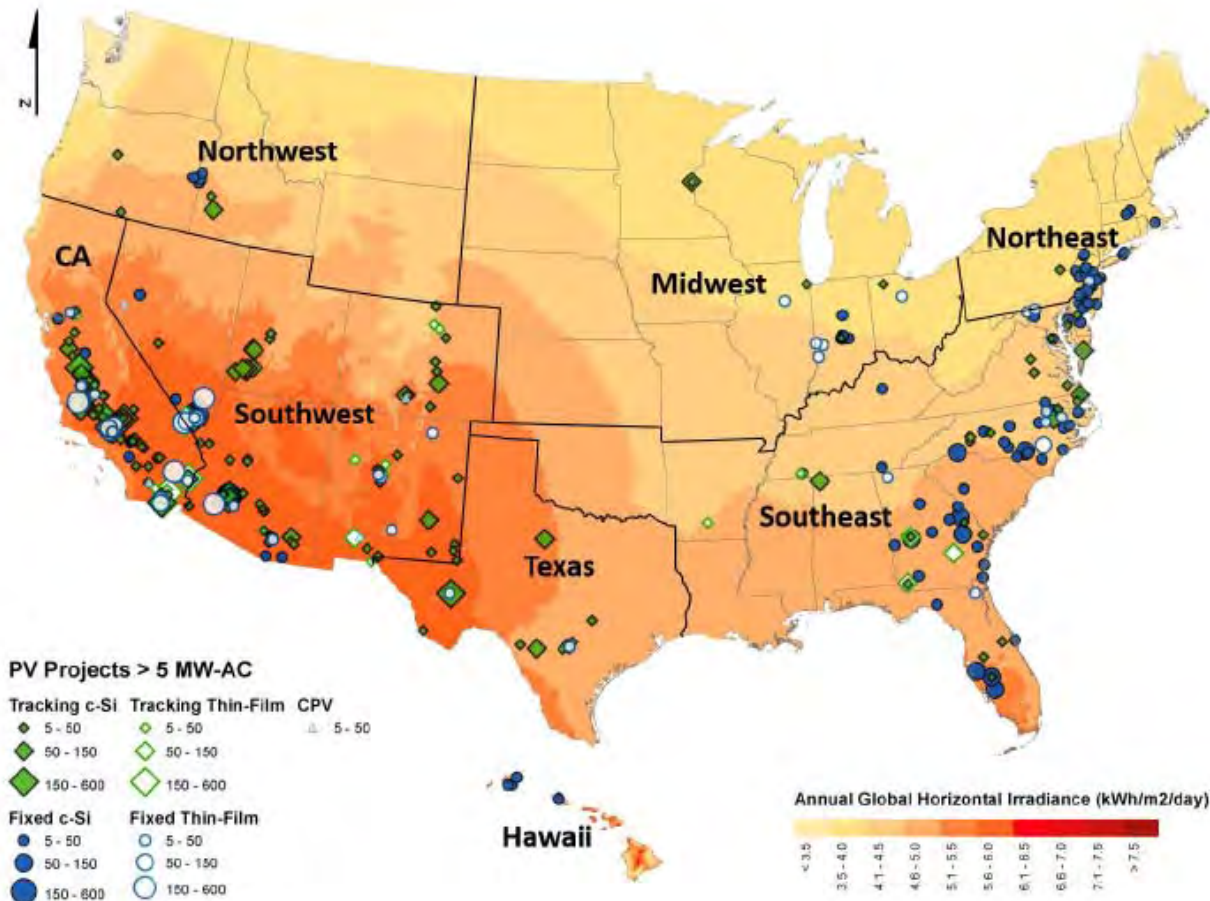 N
Northwest
CA
Northeast
Midwest
Southwest
Southeast
Texas
Hawaii
PV Projects > 5 MW-AC
Tracking c-Si Tracking Thin-Film CPV
5 - 50 5 - 50 5 - 50
50 - 150 50 - 150
150 - 600 150 - 600
Fixed c-Si Fixed Thin-Film
5 - 50 5 - 50
50 - 150 50 - 150
150 - 600 150 - 600
Annual Global Horizontal Irradiance (kWh/m2/day)
< 3.5
3.5 - 4.0
4.1 - 4.5
4.6 - 5.0
5.1 - 5.5
5.6 - 6.0
6.1 - 6.5
6.6 - 7.0
7.1 - 7.5
> 7.5